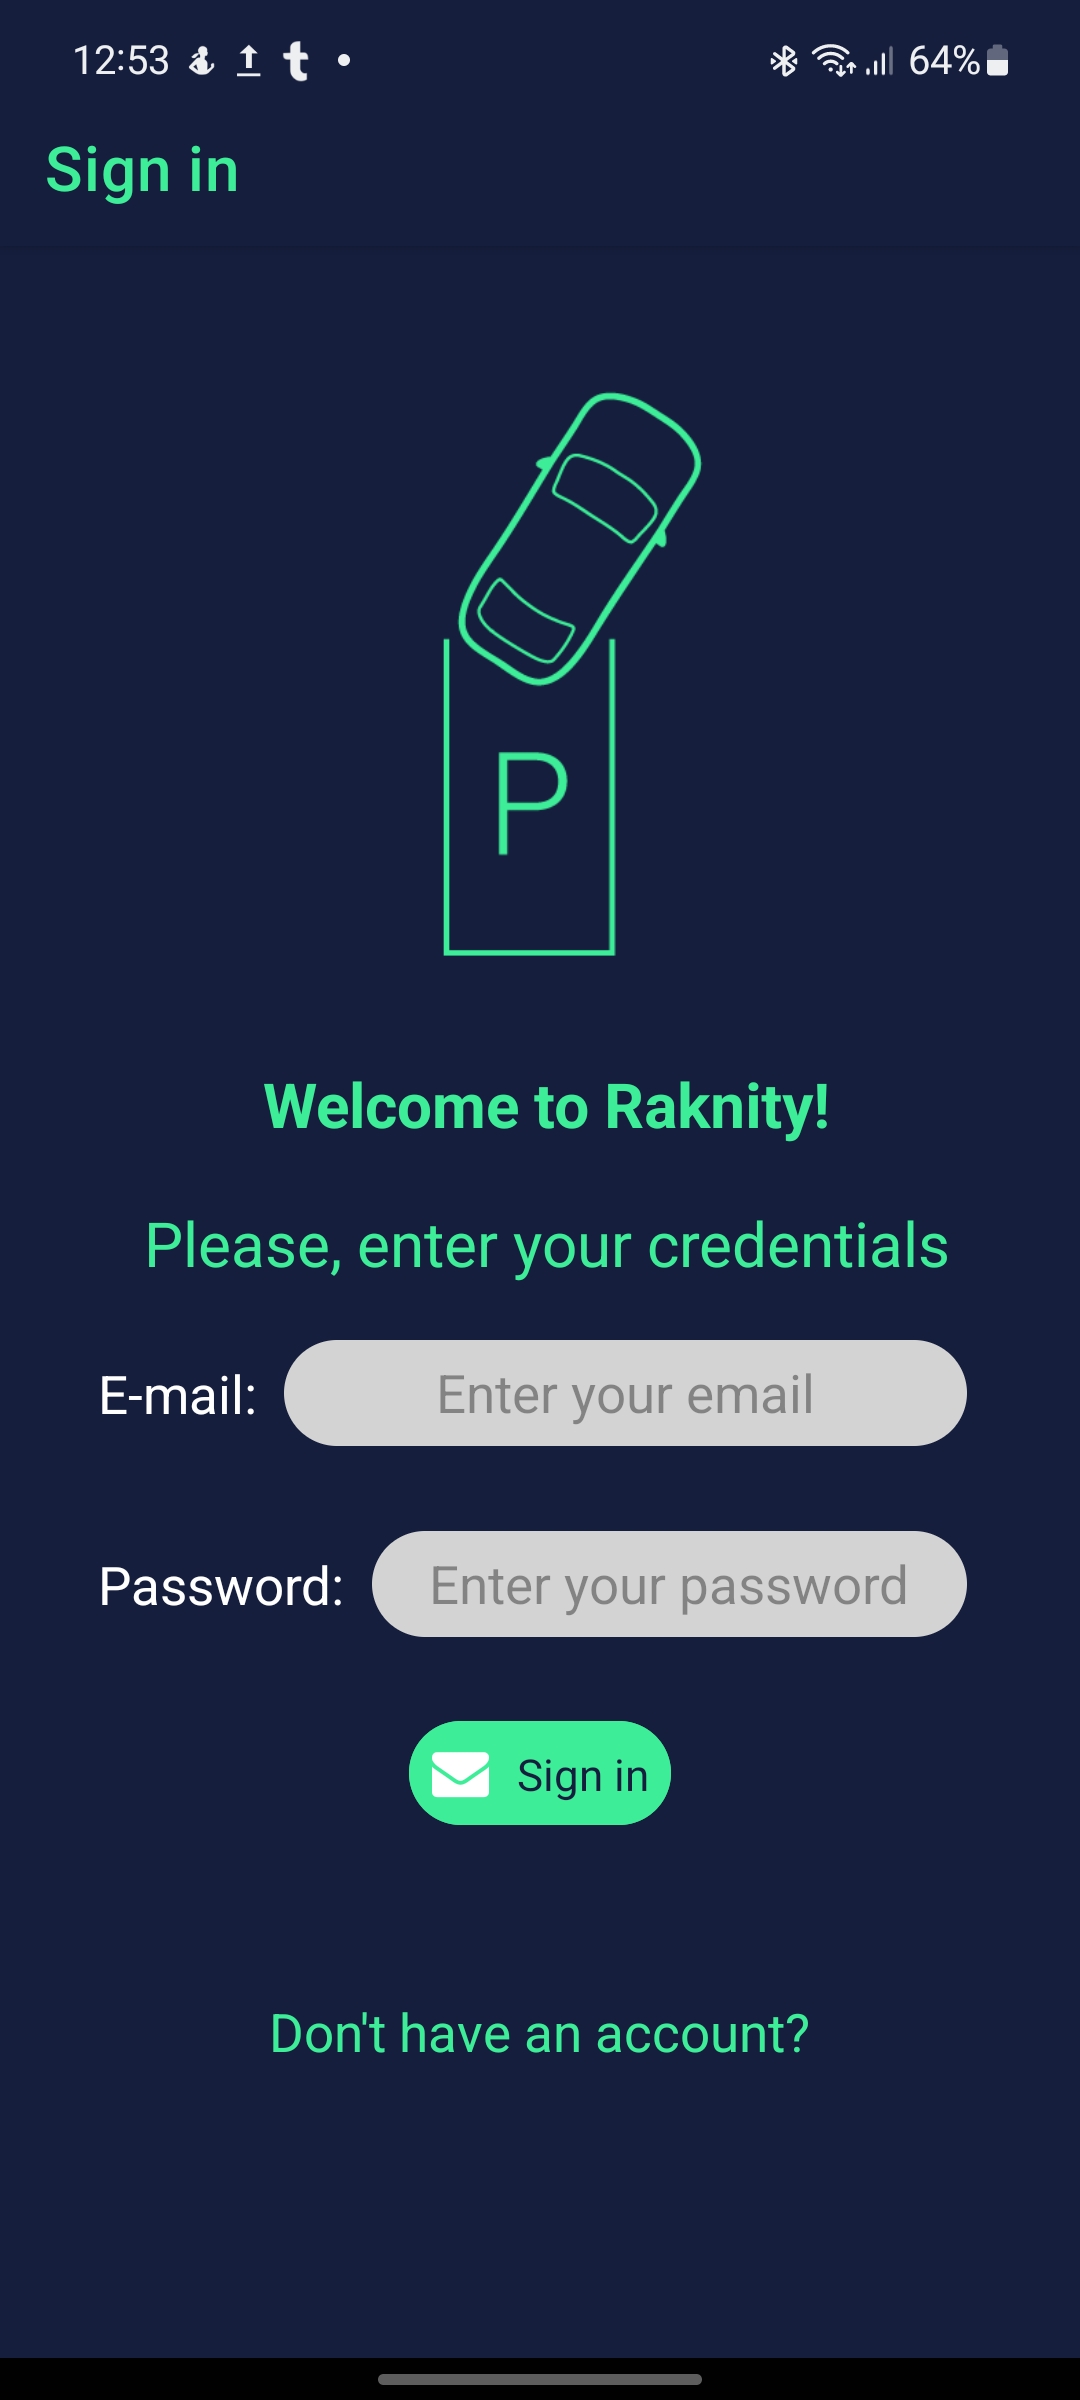 12:53 64%
Sign in
P
Welcome to Raknity!
Please, enter your credentials
E-mail: Enter your email
Password: Enter your password
Sign in
Don't have an account?